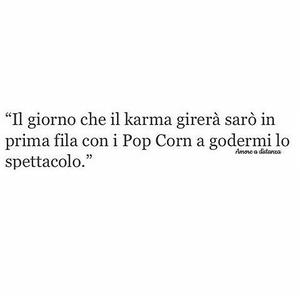 “Il giorno che il karma girerà sarò in
prima fila con i Pop Corn a godermi lo
spettacolo.”
Amore a distanza